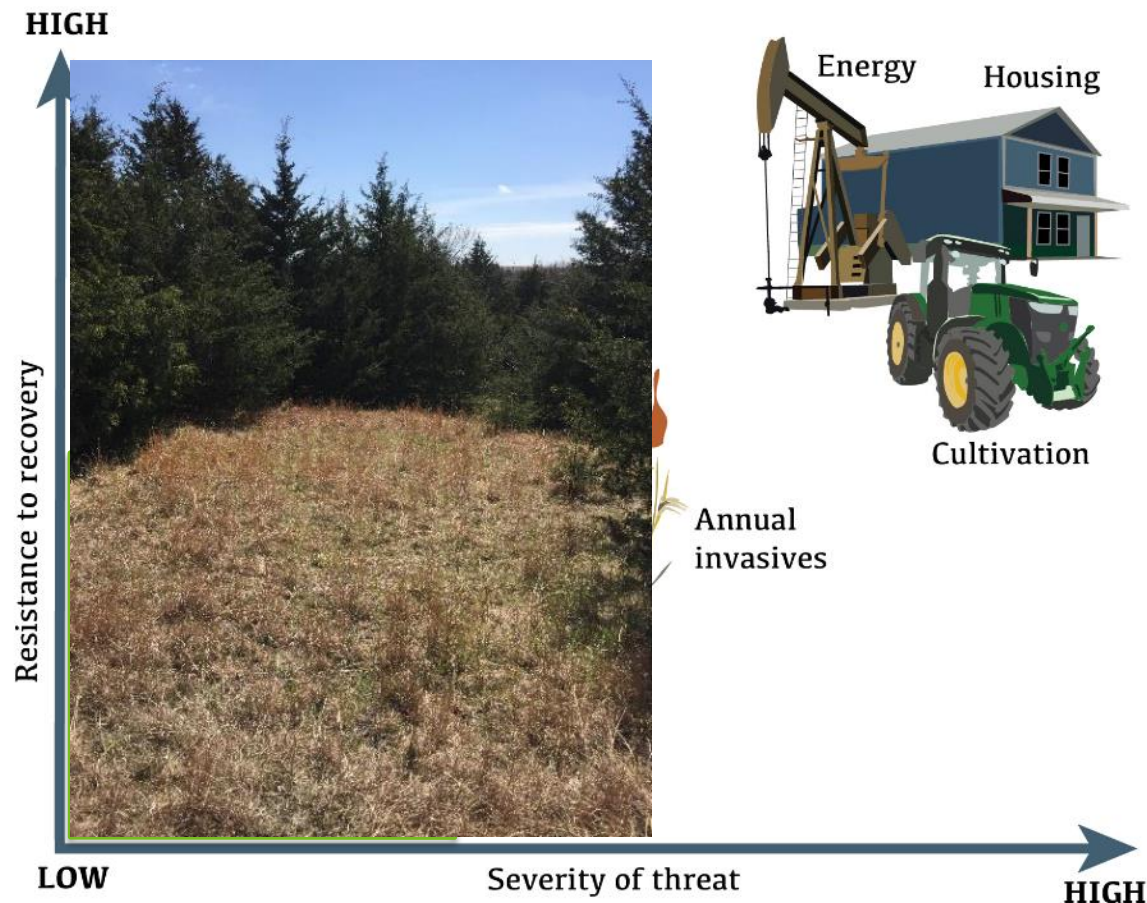 HIGH
Energy
Housing
Cultivation
Annual
invasives
Resistance to recovery
LOW
Severity of threat
HIGH